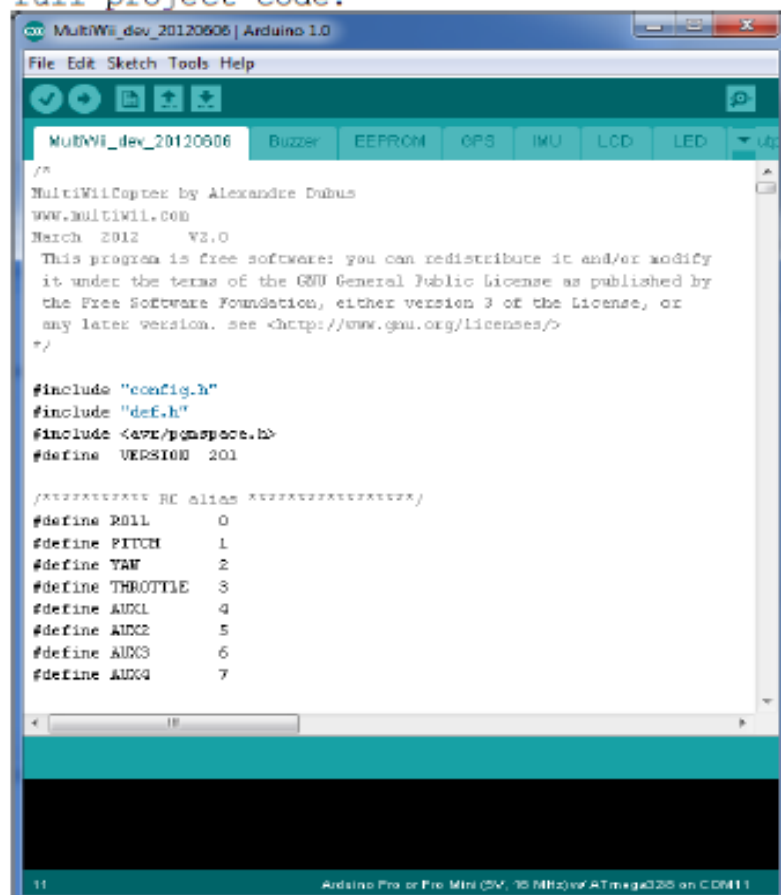 full project code.
MultiWii_dev_20120606 | Arduino 1.0
File Edit Sketch Tools Help
MultiWii_dev_20120606 Buzzer EEPROM GPS IMU LCD LED
/*
MultiWiiCopter by Alexandre Dubus
www.multiwii.com
March 2012 V2.0
This program is free software: you can redistribute it and/or modify
it under the terms of the GNU General Public License as published by
the Free Software Foundation, either version 3 of the License, or
any later version. see <http://www.gnu.org/licenses/>
*/
#include "config.h"
#include "def.h"
#include <avr/pgmspace.h>
#define VERSION 201
/*********** RC alias *****************/
#define ROLL 0
#define PITCH 1
#define YAW 2
#define THROTTLE 3
#define AUX1 4
#define AUX2 5
#define AUX3 6
#define AUX4 7
11 Arduino Pro or Pro Mini (5V, 16 MHz) w/ ATmega328 on COM11